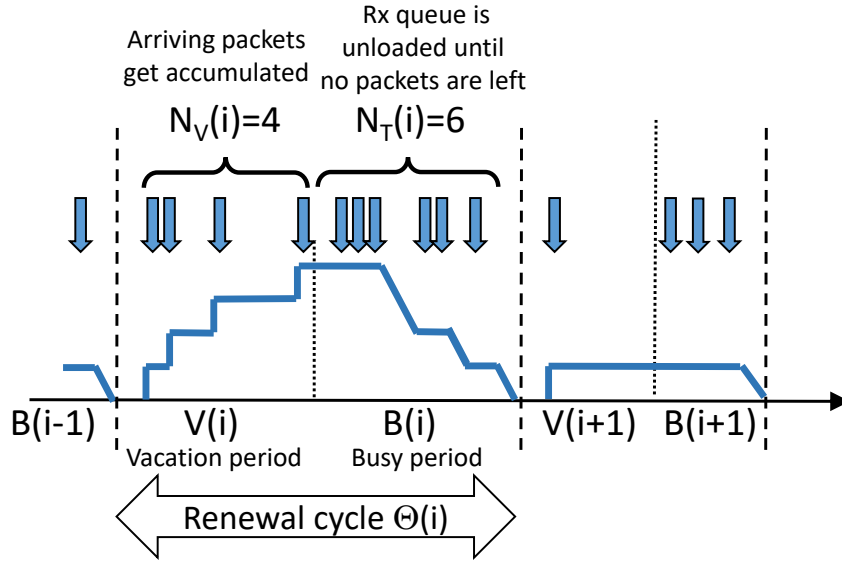 Arriving packets
get accumulated
Rx queue is
unloaded until
no packets are left
N_V(i)=4
N_T(i)=6
B(i-1)
V(i)
B(i)
V(i+1)
B(i+1)
Vacation period
Busy period
Renewal cycle Θ(i)